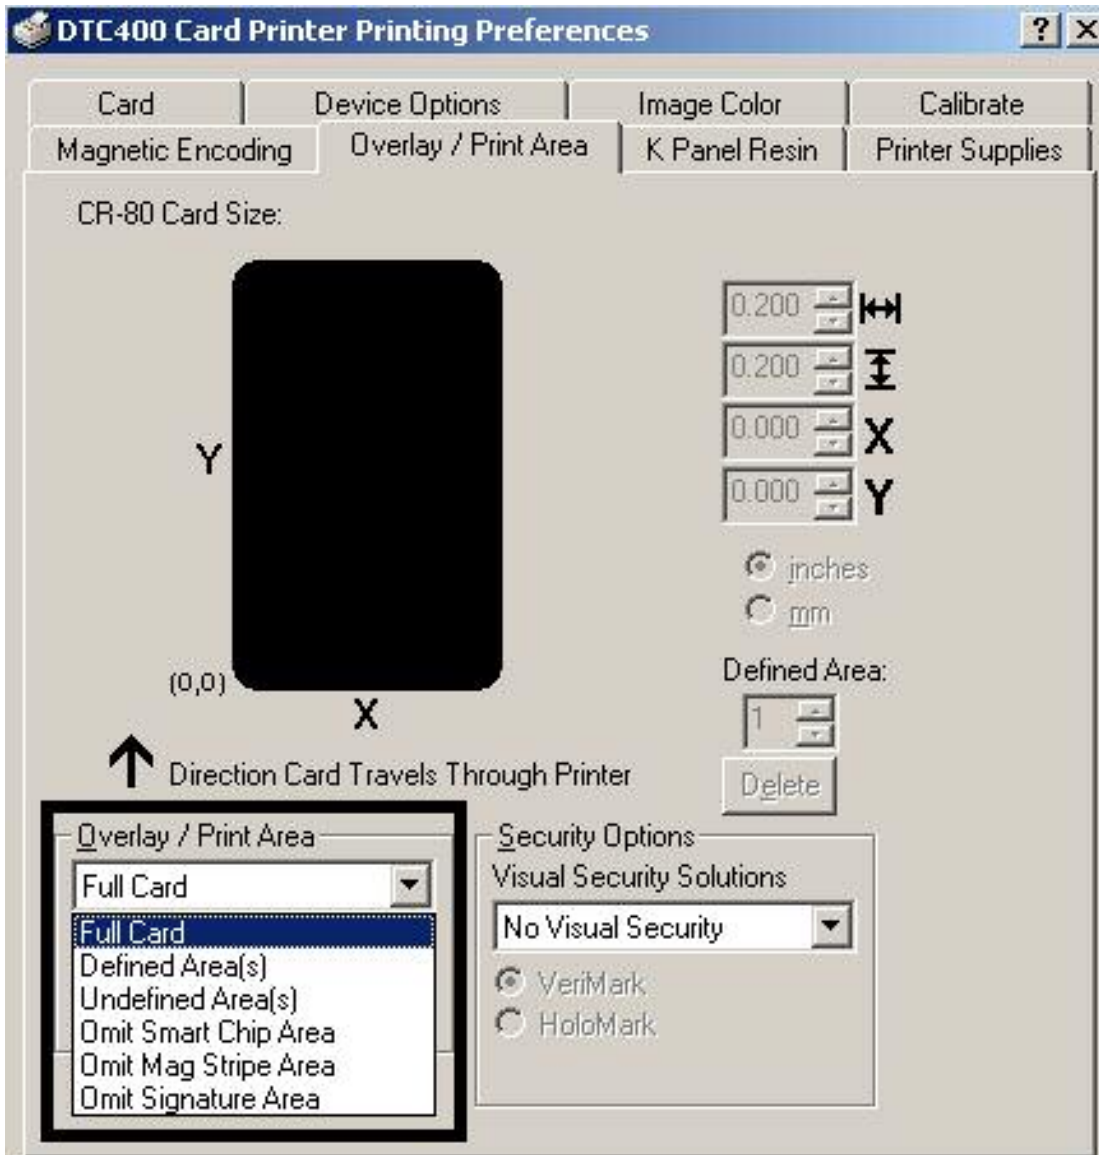 DTC400 Card Printer Printing Preferences
Card Device Options Image Color Calibrate
Magnetic Encoding Overlay / Print Area K Panel Resin Printer Supplies
CR-80 Card Size:
0.200
0.200
0.000 X
0.000 Y
Y
inches
mm
(0,0)
X
Defined Area:
1
Delete
Direction Card Travels Through Printer
Overlay / Print Area
Full Card
Full Card
Defined Area(s)
Undefined Area(s)
Omit Smart Chip Area
Omit Mag Stripe Area
Omit Signature Area
Security Options
Visual Security Solutions
No Visual Security
VeriMark
HoloMark